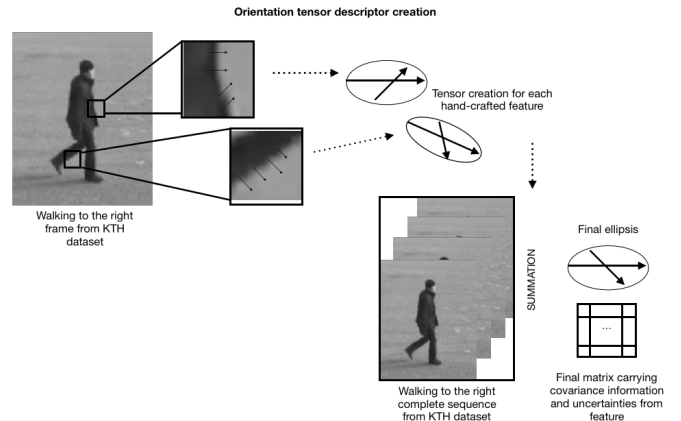 Orientation tensor descriptor creation
Tensor creation for each
hand-crafted feature
Walking to the right
frame from KTH
dataset
SUMMATION
Final ellipsis
...
Walking to the right
complete sequence
from KTH dataset
Final matrix carrying
covariance information
and uncertainties from
feature